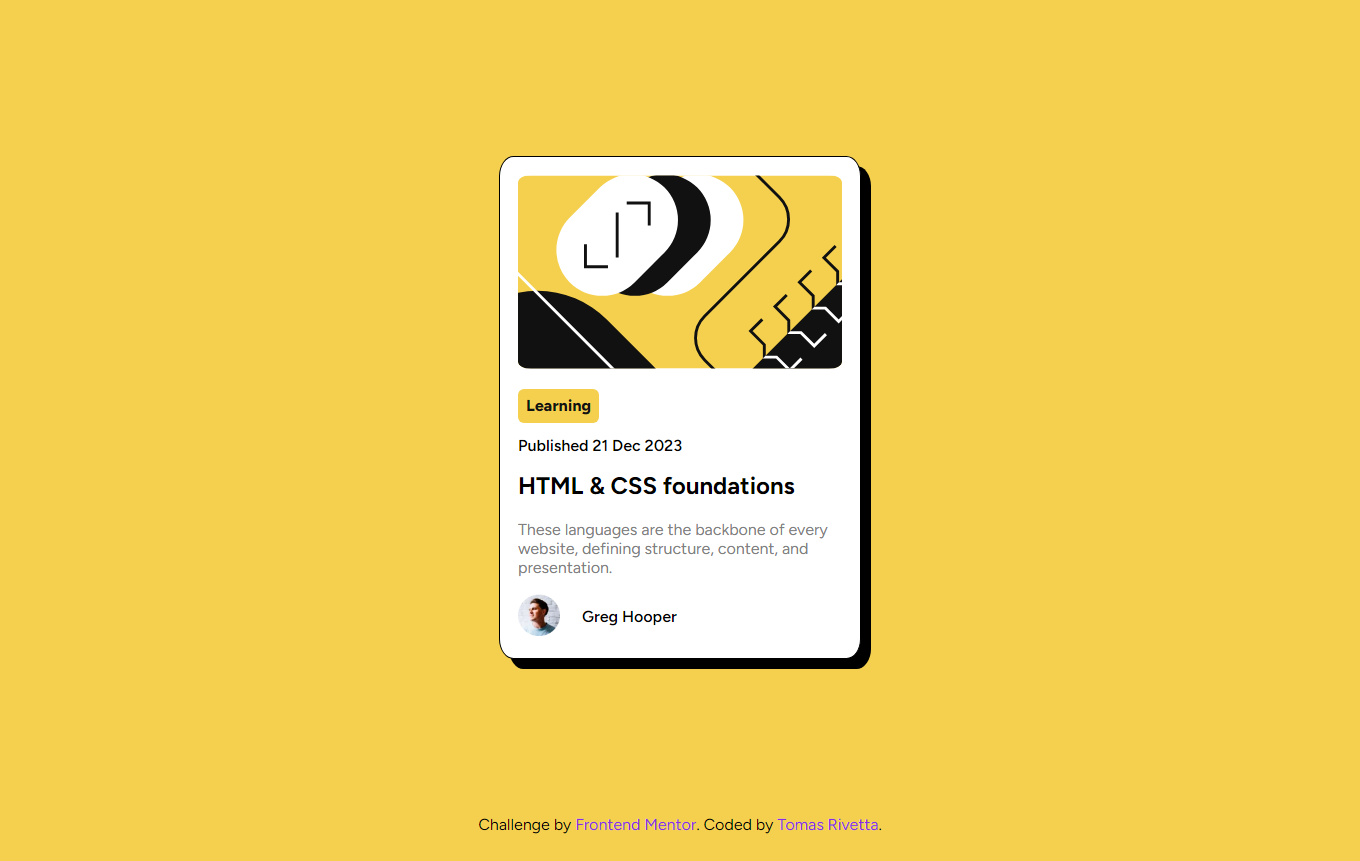 Learning
Published 21 Dec 2023
HTML & CSS foundations
These languages are the backbone of every
website, defining structure, content, and
presentation.
Greg Hooper
Challenge by Frontend Mentor. Coded by Tomas Rivetta.